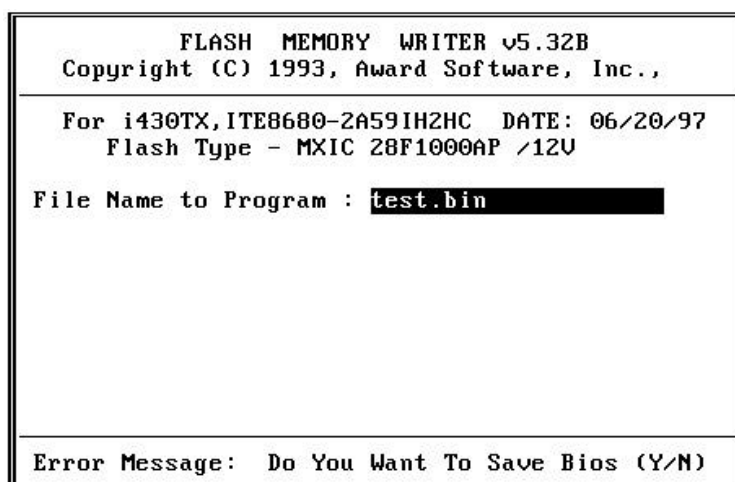 FLASH MEMORY WRITER v5.32B
Copyright (C) 1993, Award Software, Inc.,
For i430TX,ITE8680-2A59IH2HC DATE: 06/20/97
Flash Type - MXIC 28F1000AP /12V
File Name to Program : test.bin
Error Message: Do You Want To Save Bios (Y/N)